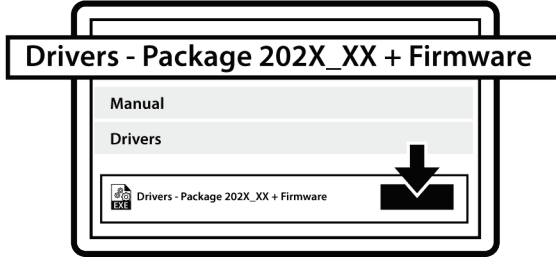 Drivers - Package 202X_XX + Firmware
Manual
Drivers
EXE Drivers - Package 202X_XX + Firmware